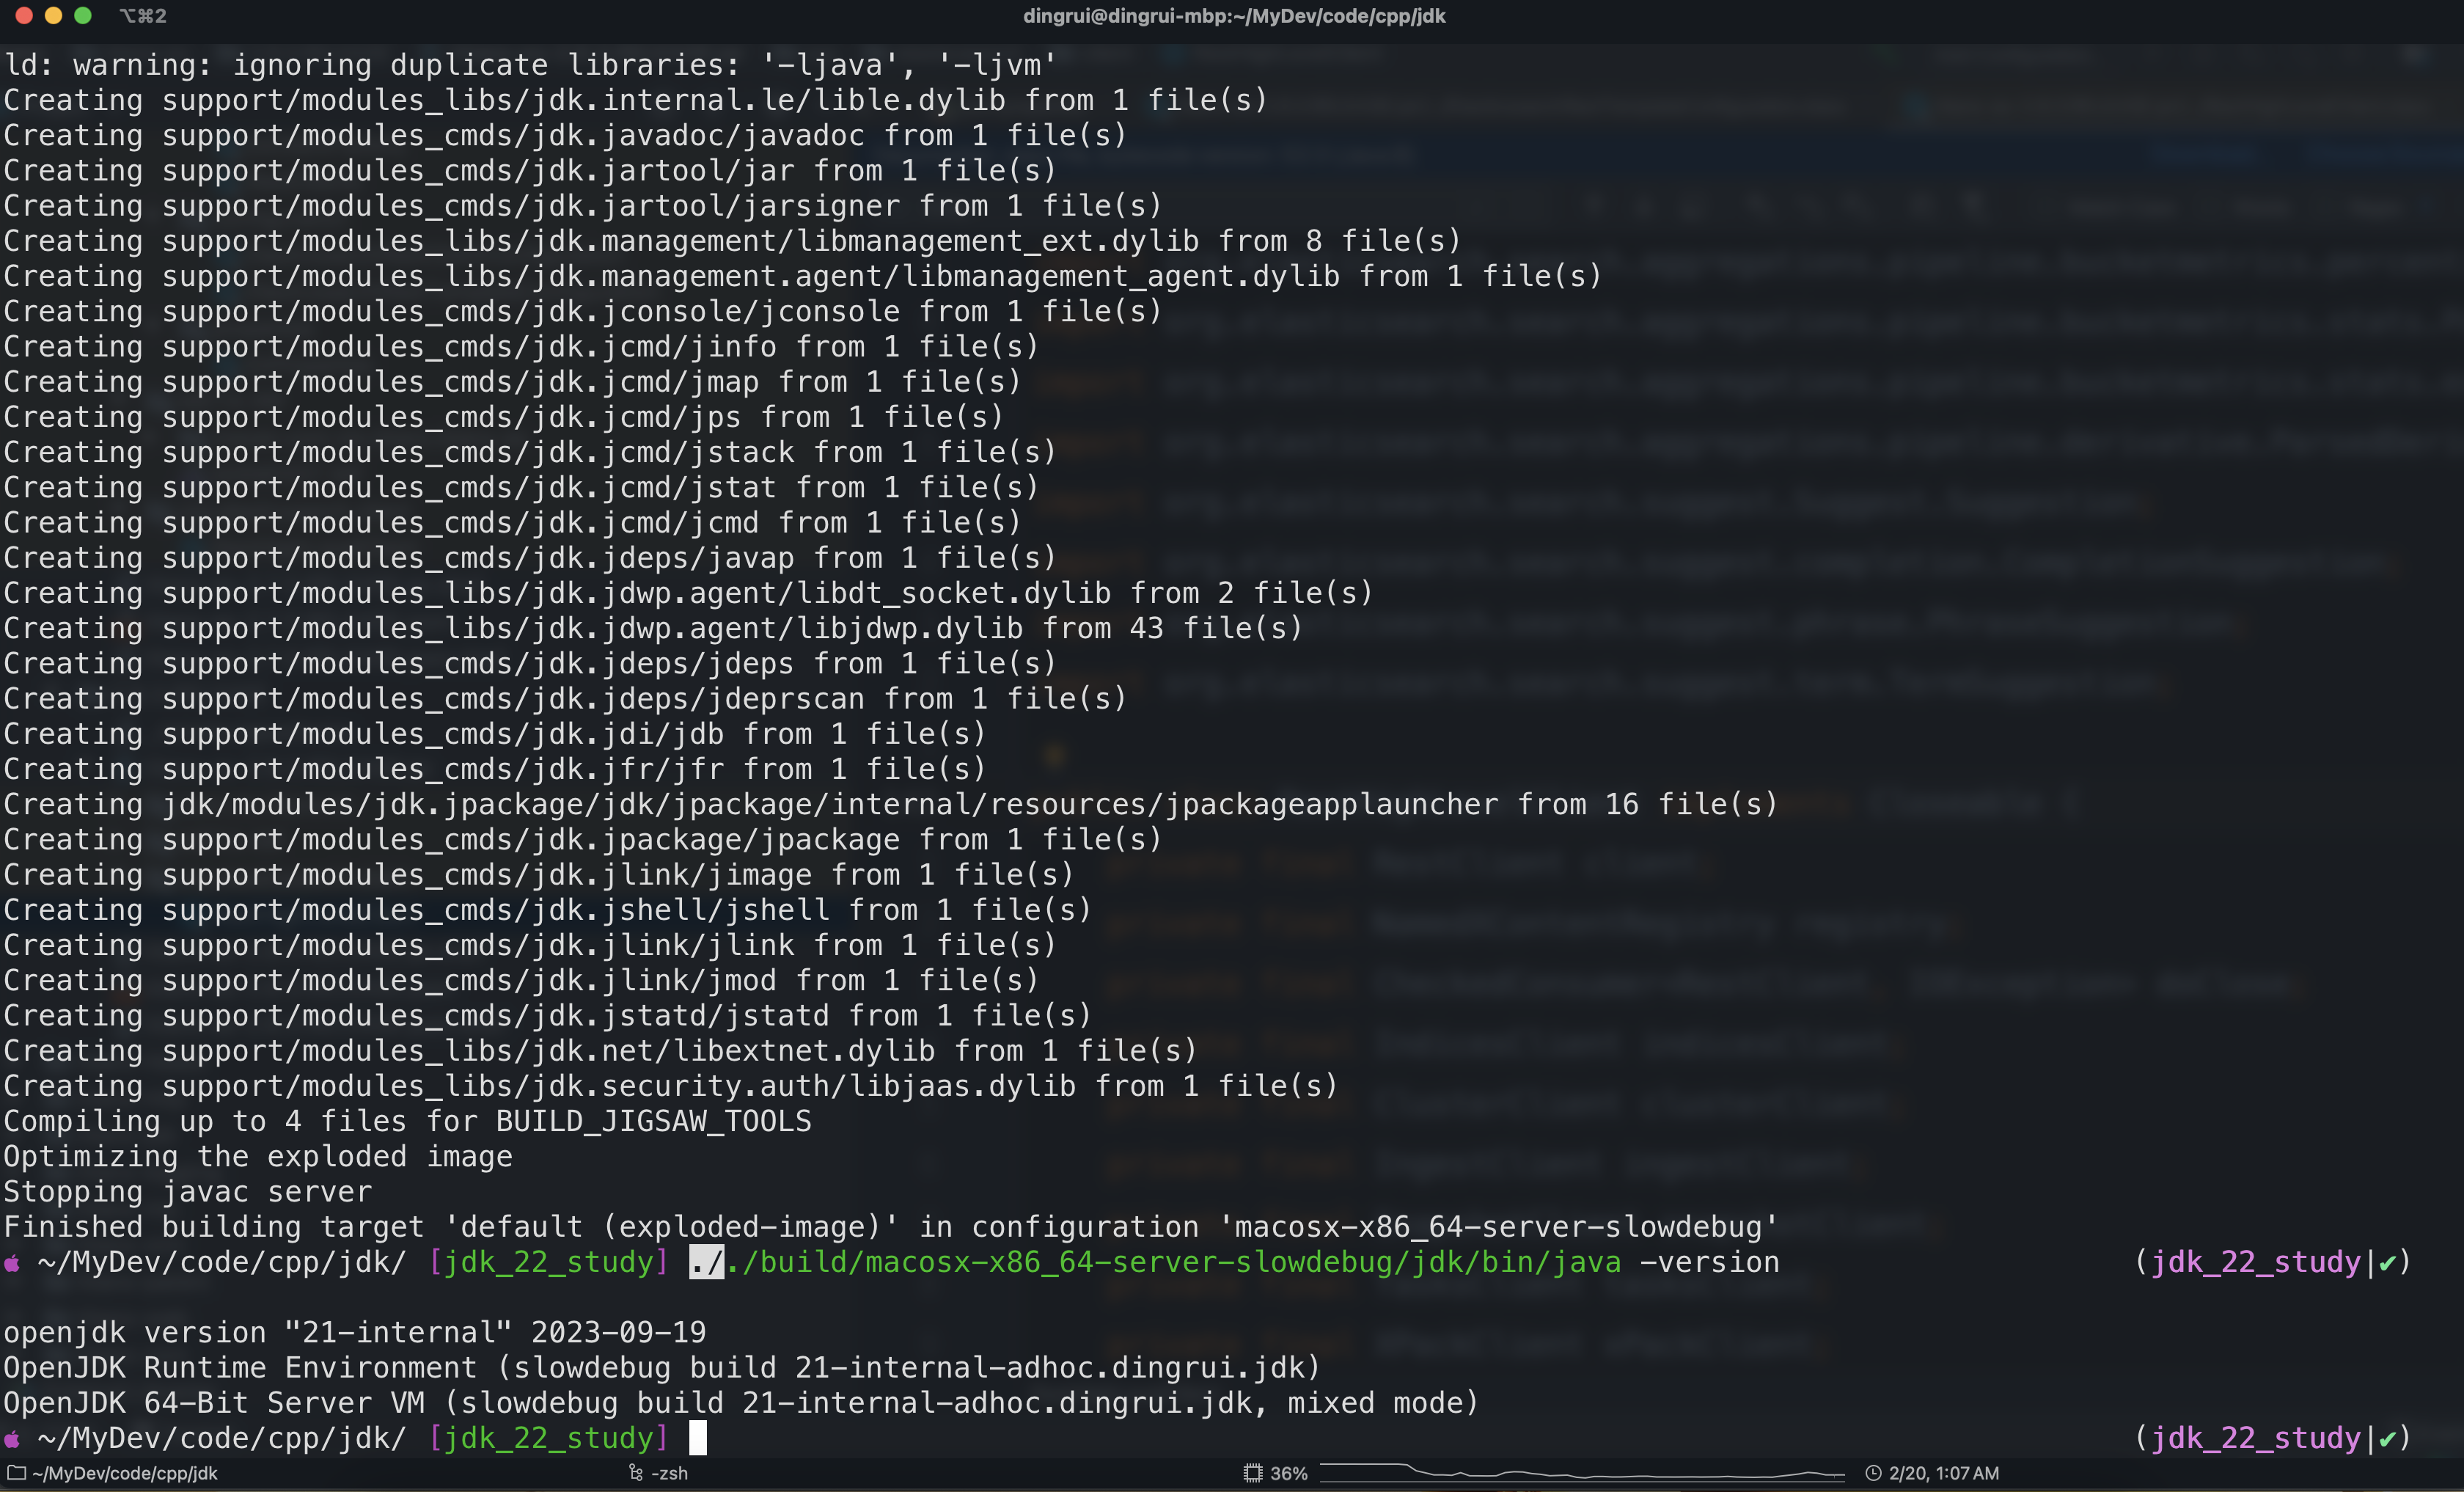 ⌥⌘2
dingrui@dingrui-mbp:~/MyDev/code/cpp/jdk
ld: warning: ignoring duplicate libraries: '-ljava', '-ljvm'
Creating support/modules_libs/jdk.internal.le/lible.dylib from 1 file(s)
Creating support/modules_cmds/jdk.javadoc/javadoc from 1 file(s)
Creating support/modules_cmds/jdk.jartool/jar from 1 file(s)
Creating support/modules_cmds/jdk.jartool/jarsigner from 1 file(s)
Creating support/modules_libs/jdk.management/libmanagement_ext.dylib from 8 file(s)
Creating support/modules_libs/jdk.management.agent/libmanagement_agent.dylib from 1 file(s)
Creating support/modules_cmds/jdk.jconsole/jconsole from 1 file(s)
Creating support/modules_cmds/jdk.jcmd/jinfo from 1 file(s)
Creating support/modules_cmds/jdk.jcmd/jmap from 1 file(s)
Creating support/modules_cmds/jdk.jcmd/jps from 1 file(s)
Creating support/modules_cmds/jdk.jcmd/jstack from 1 file(s)
Creating support/modules_cmds/jdk.jcmd/jstat from 1 file(s)
Creating support/modules_cmds/jdk.jcmd/jcmd from 1 file(s)
Creating support/modules_cmds/jdk.jdeps/javap from 1 file(s)
Creating support/modules_libs/jdk.jdwp.agent/libdt_socket.dylib from 2 file(s)
Creating support/modules_libs/jdk.jdwp.agent/libjdwp.dylib from 43 file(s)
Creating support/modules_cmds/jdk.jdeps/jdeps from 1 file(s)
Creating support/modules_cmds/jdk.jdeps/jdeprscan from 1 file(s)
Creating support/modules_cmds/jdk.jdi/jdb from 1 file(s)
Creating support/modules_cmds/jdk.jfr/jfr from 1 file(s)
Creating jdk/modules/jdk.jpackage/jdk/jpackage/internal/resources/jpackageapplauncher from 16 file(s)
Creating support/modules_cmds/jdk.jpackage/jpackage from 1 file(s)
Creating support/modules_cmds/jdk.jlink/jimage from 1 file(s)
Creating support/modules_cmds/jdk.jshell/jshell from 1 file(s)
Creating support/modules_cmds/jdk.jlink/jlink from 1 file(s)
Creating support/modules_cmds/jdk.jlink/jmod from 1 file(s)
Creating support/modules_cmds/jdk.jstatd/jstatd from 1 file(s)
Creating support/modules_libs/jdk.net/libextnet.dylib from 1 file(s)
Creating support/modules_libs/jdk.security.auth/libjaas.dylib from 1 file(s)
Compiling up to 4 files for BUILD_JIGSAW_TOOLS
Optimizing the exploded image
Stopping javac server
Finished building target 'default (exploded-image)' in configuration 'macosx-x86_64-server-slowdebug'
~/MyDev/code/cpp/jdk/ [jdk_22_study] ././build/macosx-x86_64-server-slowdebug/jdk/bin/java -version (jdk_22_study|✔)
openjdk version "21-internal" 2023-09-19
OpenJDK Runtime Environment (slowdebug build 21-internal-adhoc.dingrui.jdk)
OpenJDK 64-Bit Server VM (slowdebug build 21-internal-adhoc.dingrui.jdk, mixed mode)
~/MyDev/code/cpp/jdk/ [jdk_22_study] (jdk_22_study|✔)
~/MyDev/code/cpp/jdk -zsh 36% 2/20, 1:07 AM